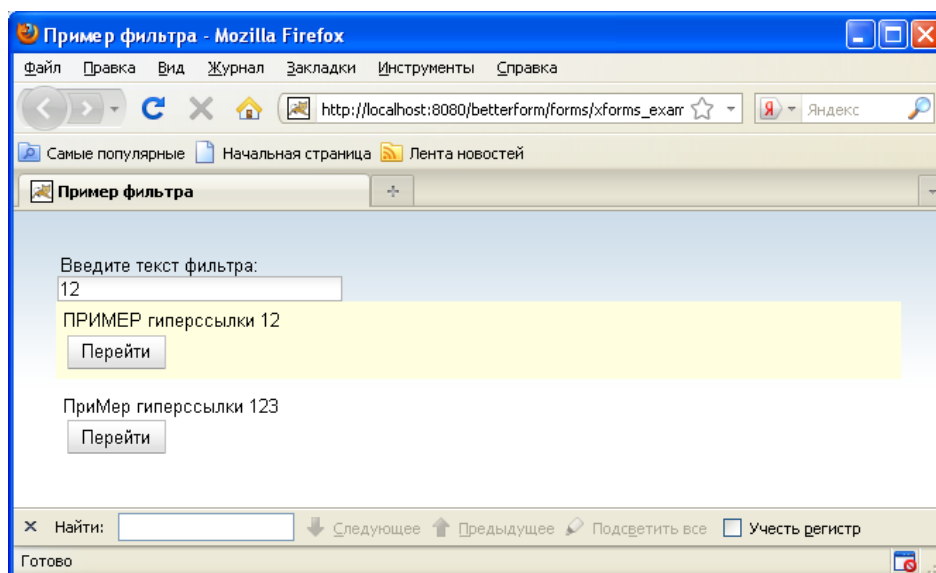 Пример фильтра - Mozilla Firefox
Файл Правка Вид Журнал Закладки Инструменты Справка
http://localhost:8080/betterform/forms/xforms_exam Я Яндекс
Самые популярные Начальная страница Лента новостей
Пример фильтра
Введите текст фильтра:
12
ПРИМЕР гиперссылки 12
Перейти
ПриМер гиперссылки 123
Перейти
Найти: Следующее Предыдущее Подсветить все Учесть регистр
Готово